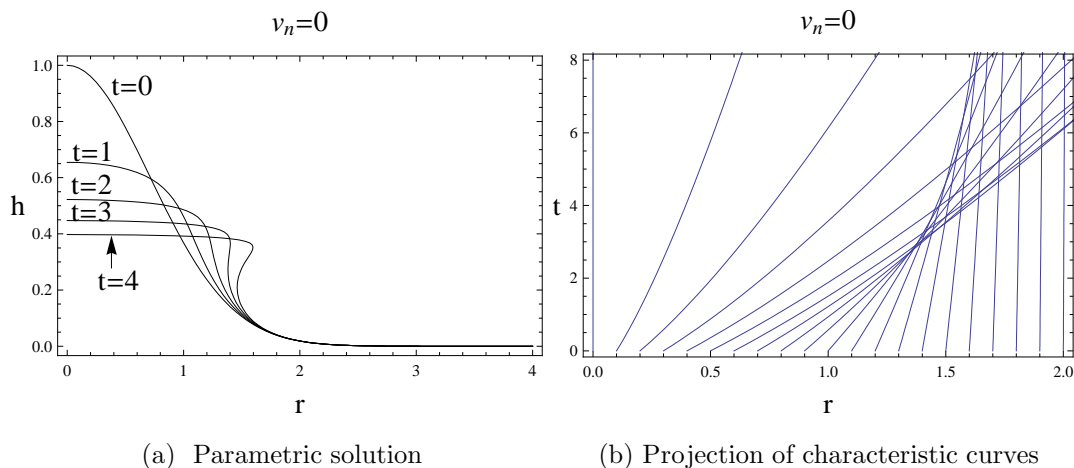 vₙ=0
1.0
0.8
0.6
0.4
0.2
0.0
h
t=0
t=1
t=2
t=3
t=4
0 1 2 3 4
r
(a) Parametric solution
vₙ=0
8
6
4
2
0
t
0.0 0.5 1.0 1.5 2.0
r
(b) Projection of characteristic curves